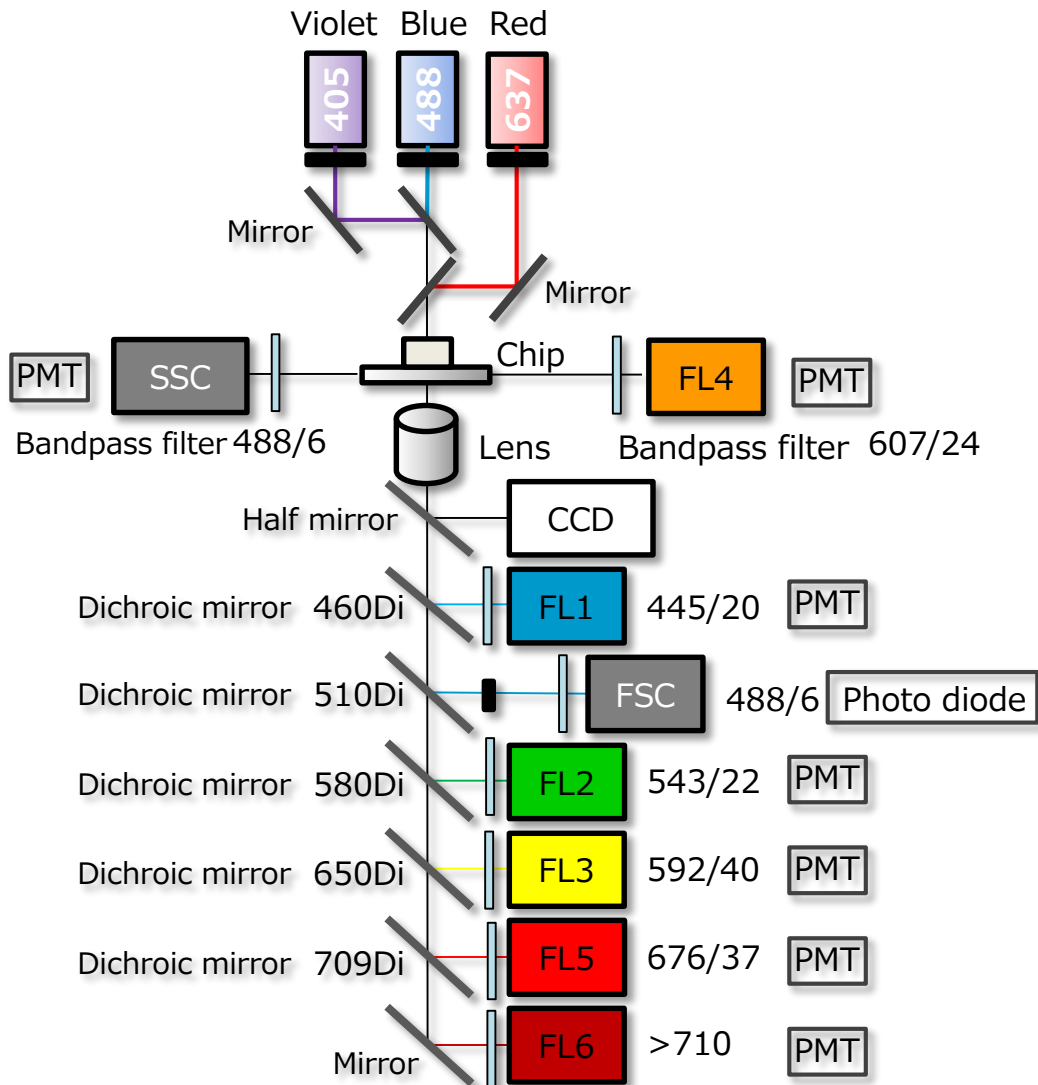 Violet Blue Red
405 488 637
Mirror
Mirror
Chip
PMT SSC FL4 PMT
Bandpass filter 488/6 Bandpass filter 607/24
Lens
Half mirror CCD
Dichroic mirror 460Di FL1 445/20 PMT
Dichroic mirror 510Di FSC 488/6 Photo diode
Dichroic mirror 580Di FL2 543/22 PMT
Dichroic mirror 650Di FL3 592/40 PMT
Dichroic mirror 709Di FL5 676/37 PMT
Mirror FL6 >710 PMT